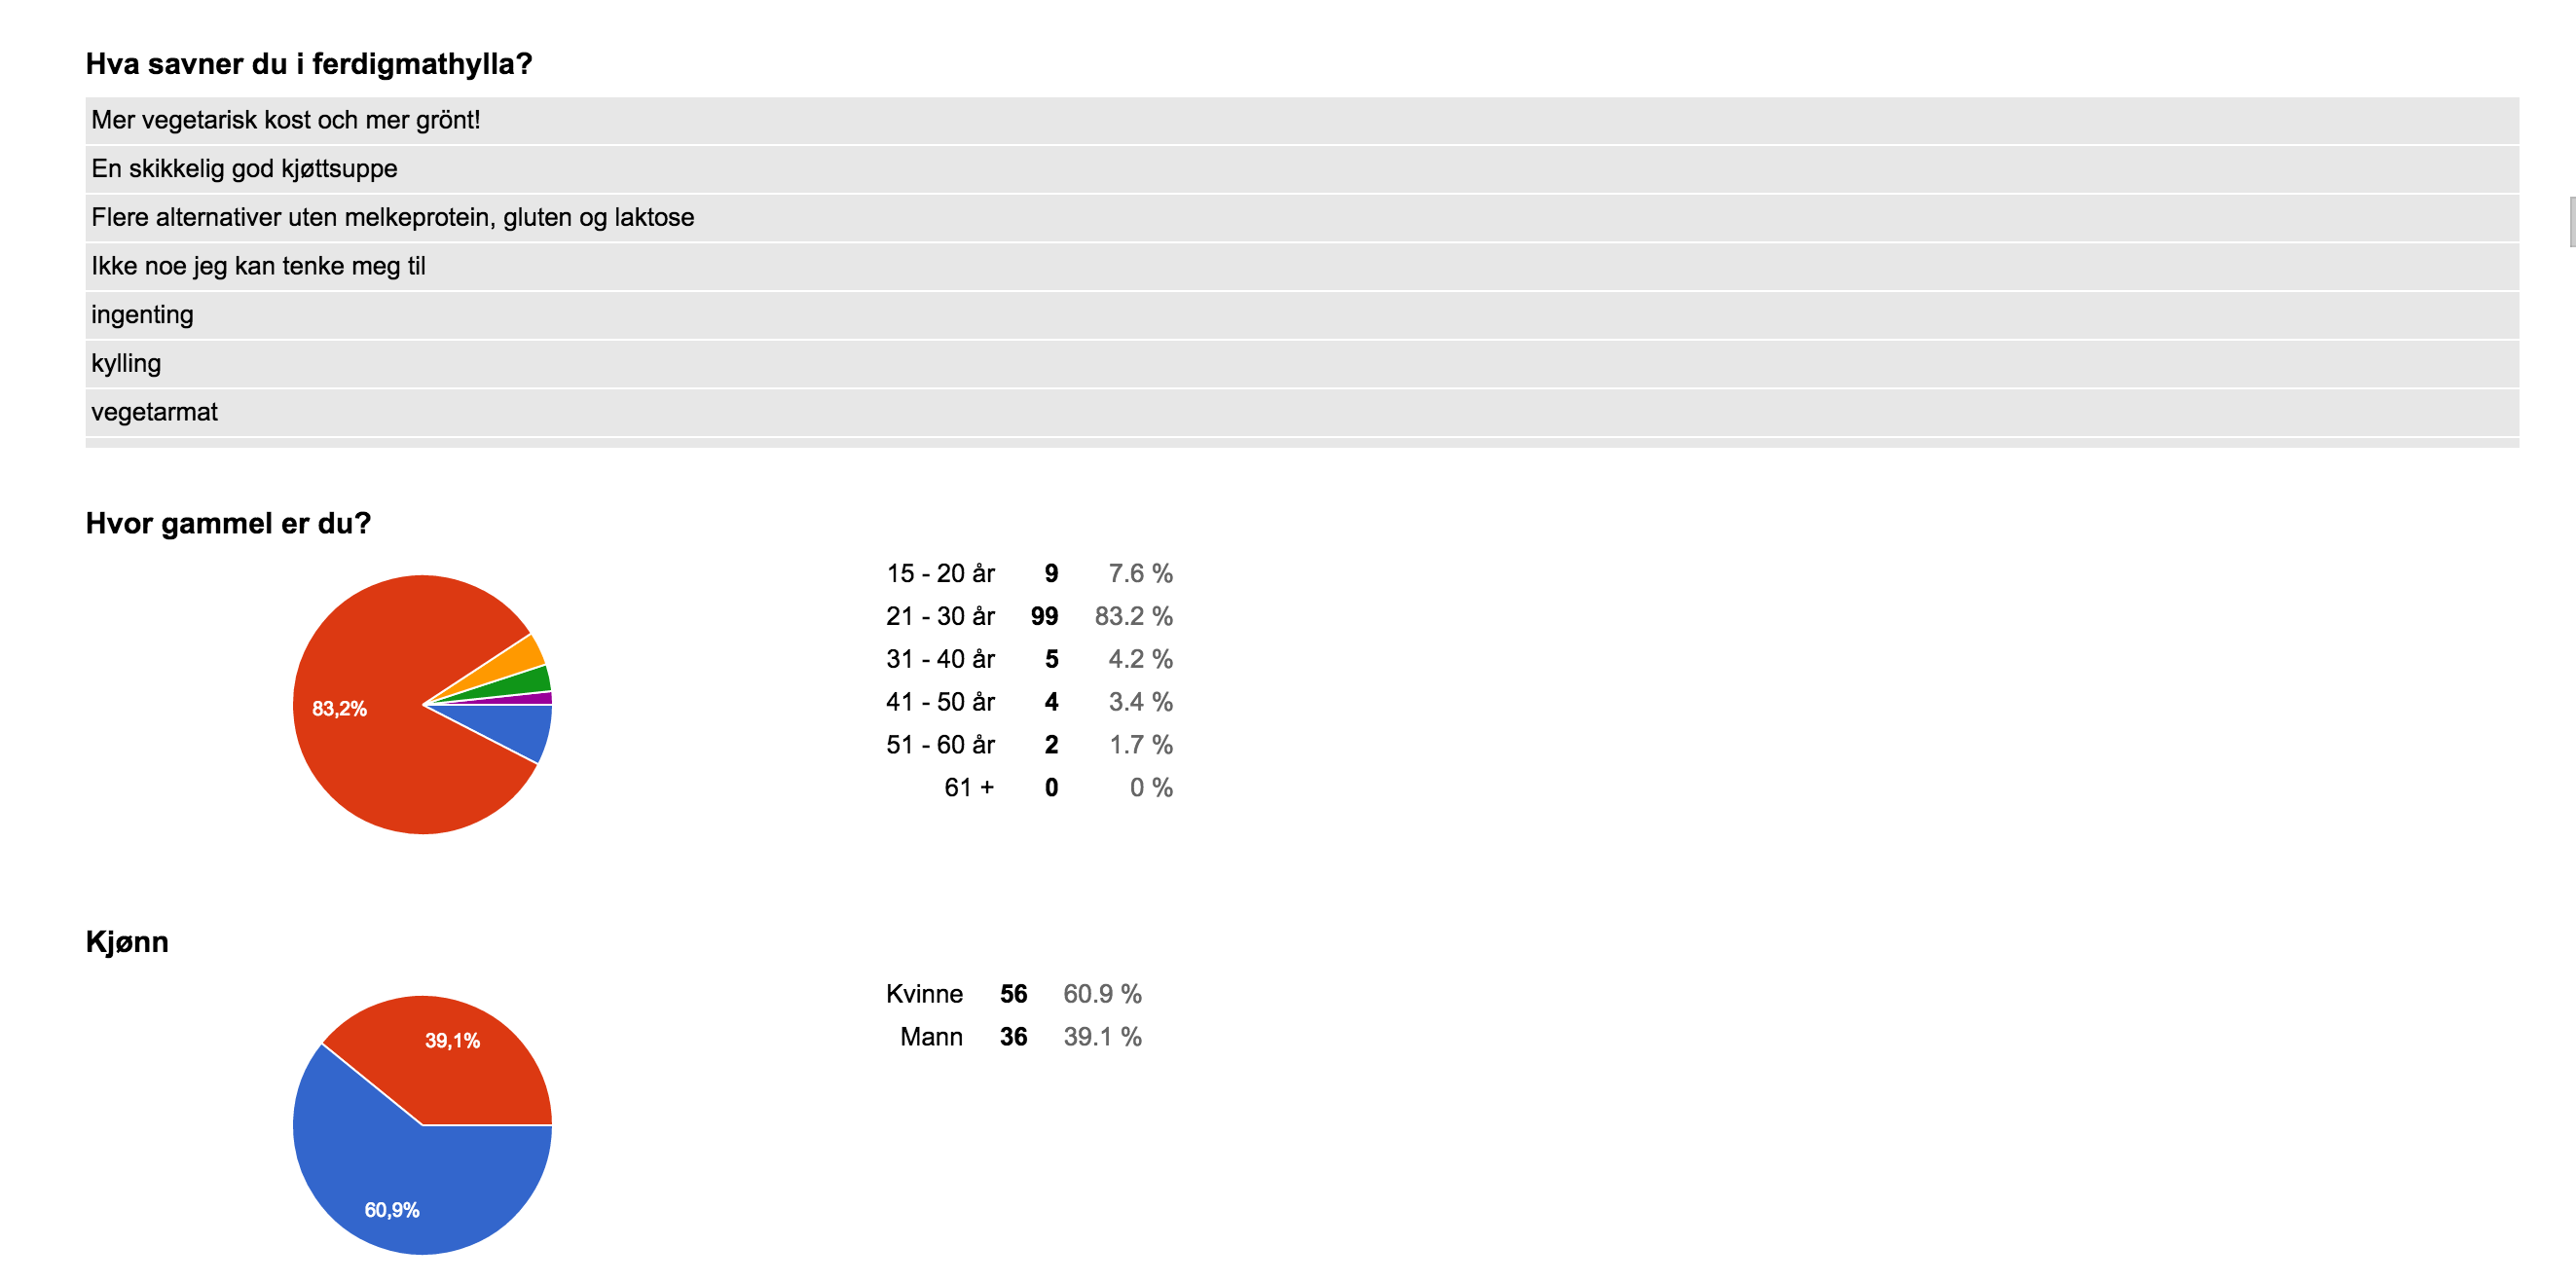 Hva savner du i ferdigmathylla?
Mer vegetarisk kost och mer grönt!
En skikkelig god kjøttsuppe
Flere alternativer uten melkeprotein, gluten og laktose
Ikke noe jeg kan tenke meg til
ingenting
kylling
vegetarmat
Hvor gammel er du?
83,2%
15 - 20 år 9 7.6 %
21 - 30 år 99 83.2 %
31 - 40 år 5 4.2 %
41 - 50 år 4 3.4 %
51 - 60 år 2 1.7 %
61 + 0 0 %
Kjønn
39,1%
60,9%
Kvinne 56 60.9 %
Mann 36 39.1 %